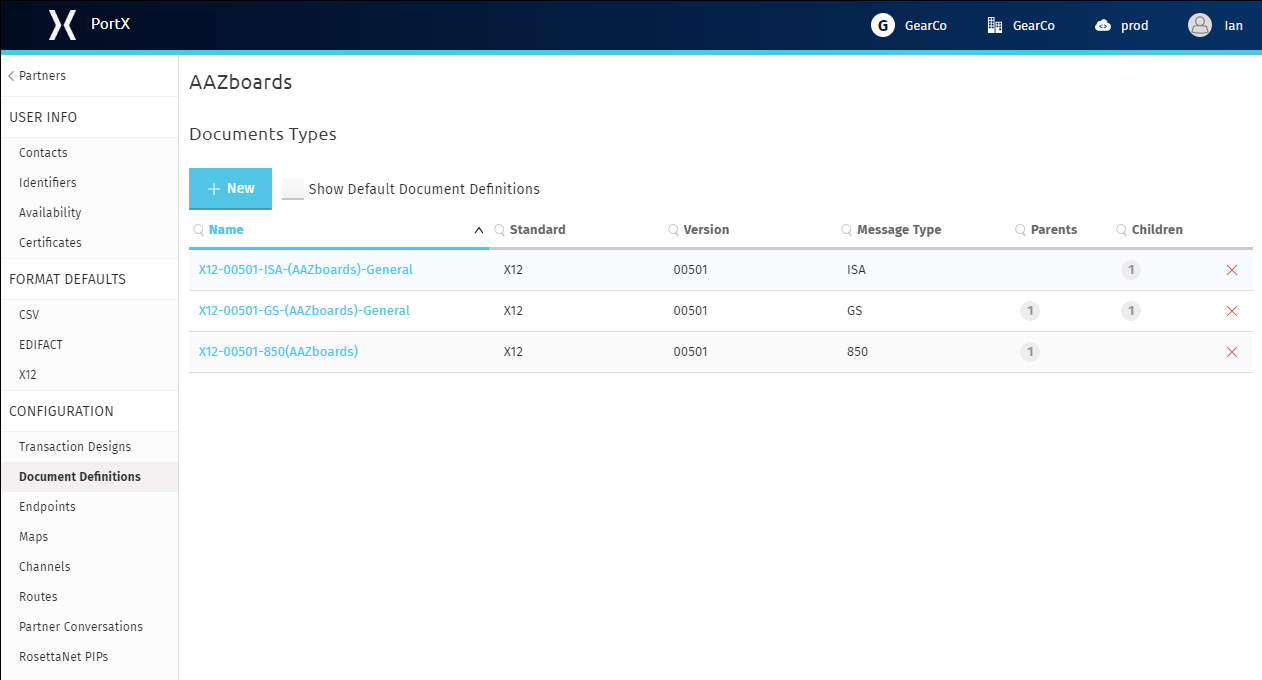 PortX
G GearCo
GearCo
prod
Ian
Partners
USER INFO
Contacts
Identifiers
Availability
Certificates
FORMAT DEFAULTS
CSV
EDIFACT
X12
CONFIGURATION
Transaction Designs
Document Definitions
Endpoints
Maps
Channels
Routes
Partner Conversations
RosettaNet PIPs
AAZboards
Documents Types
+ New
Show Default Document Definitions
Name Standard Version Message Type Parents Children
X12-00501-ISA-(AAZboards)-General X12 00501 ISA 1
X12-00501-GS-(AAZboards)-General X12 00501 GS 1 1
X12-00501-850(AAZboards) X12 00501 850 1